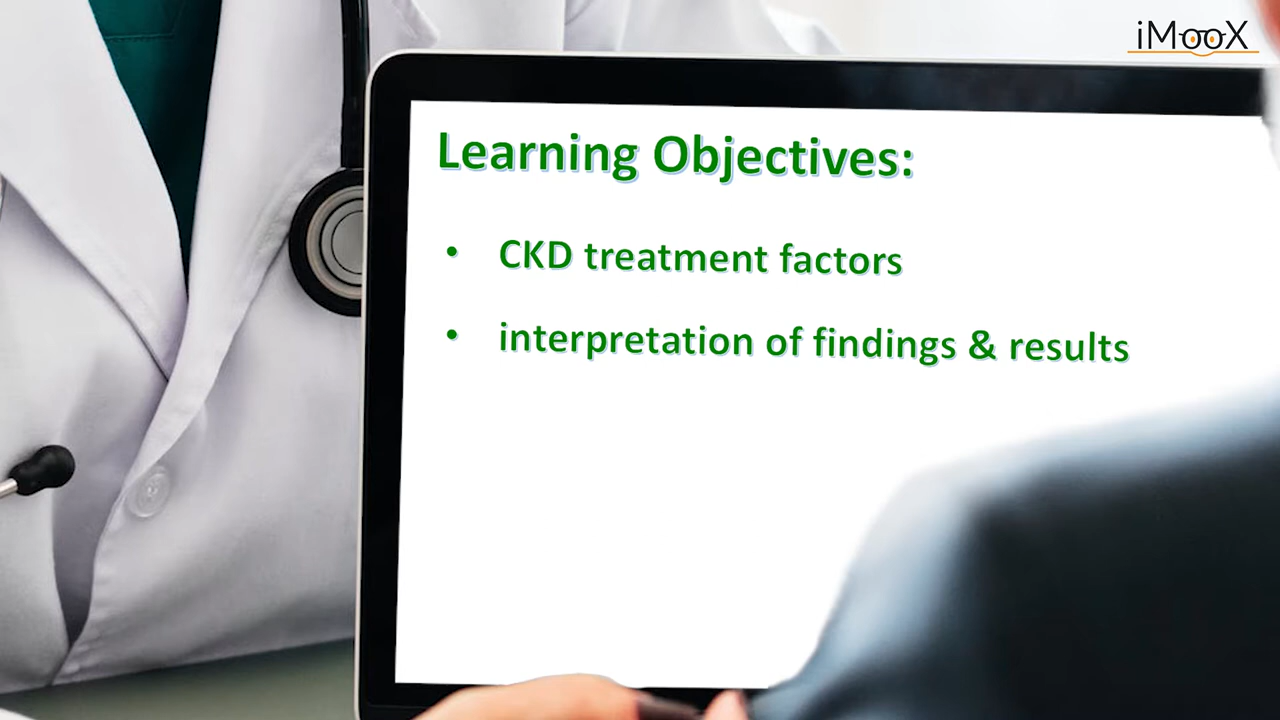 iMooX
Learning Objectives:
• CKD treatment factors
• interpretation of findings & results